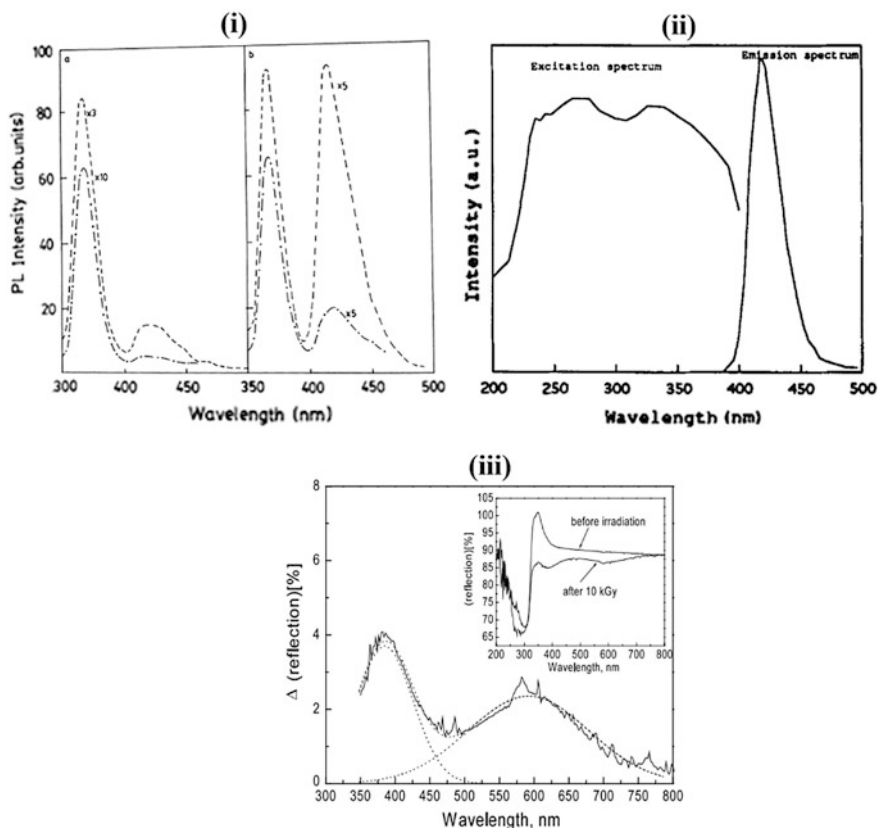 (i)
(ii)
100
80
60
40
20
a
b
x3
x10
x5
x5
PL Intensity (arb.units)
300
400
450
350
400
450
500
Wavelength (nm)
Excitation spectrum
Emission spectrum
Intensity (a.u.)
200
250
300
350
400
450
500
Wavelength (nm)
(iii)
8
6
4
2
0
Δ (reflection)[%]
300
350
400
450
500
550
600
650
700
750
800
Wavelength, nm
105
100
95
90
85
80
75
70
65
(reflection)[%]
before irradiation
after 10 kGy
200
300
400
500
600
700
800
Wavelength, nm